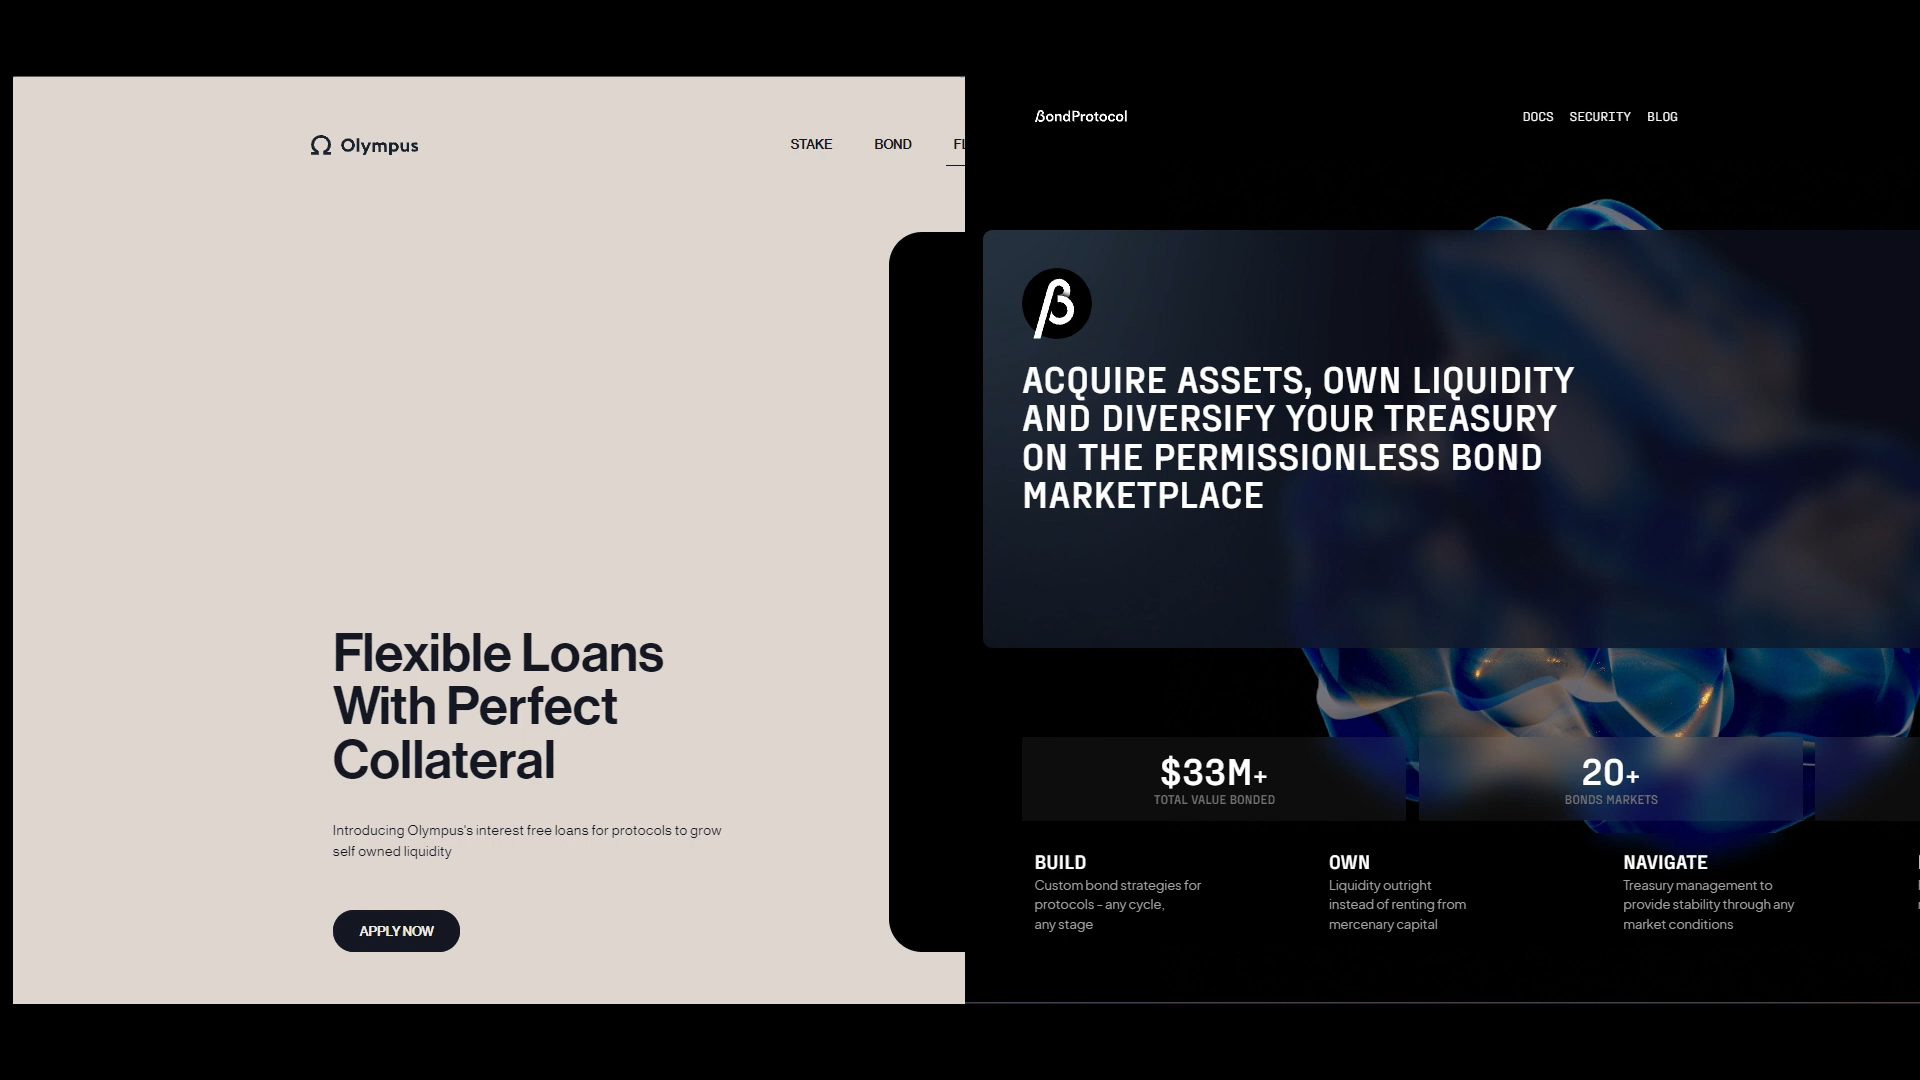 Olympus
STAKE BOND
Flexible Loans
With Perfect
Collateral
Introducing Olympus's interest free loans for protocols to grow
self owned liquidity
APPLY NOW
βondProtocol
DOCS SECURITY BLOG
β
ACQUIRE ASSETS, OWN LIQUIDITY
AND DIVERSIFY YOUR TREASURY
ON THE PERMISSIONLESS BOND
MARKETPLACE
$33M+
TOTAL VALUE BONDED
20+
BONDS MARKETS
BUILD
Custom bond strategies for
protocols - any cycle,
any stage
OWN
Liquidity outright
instead of renting from
mercenary capital
NAVIGATE
Treasury management to
provide stability through any
market conditions